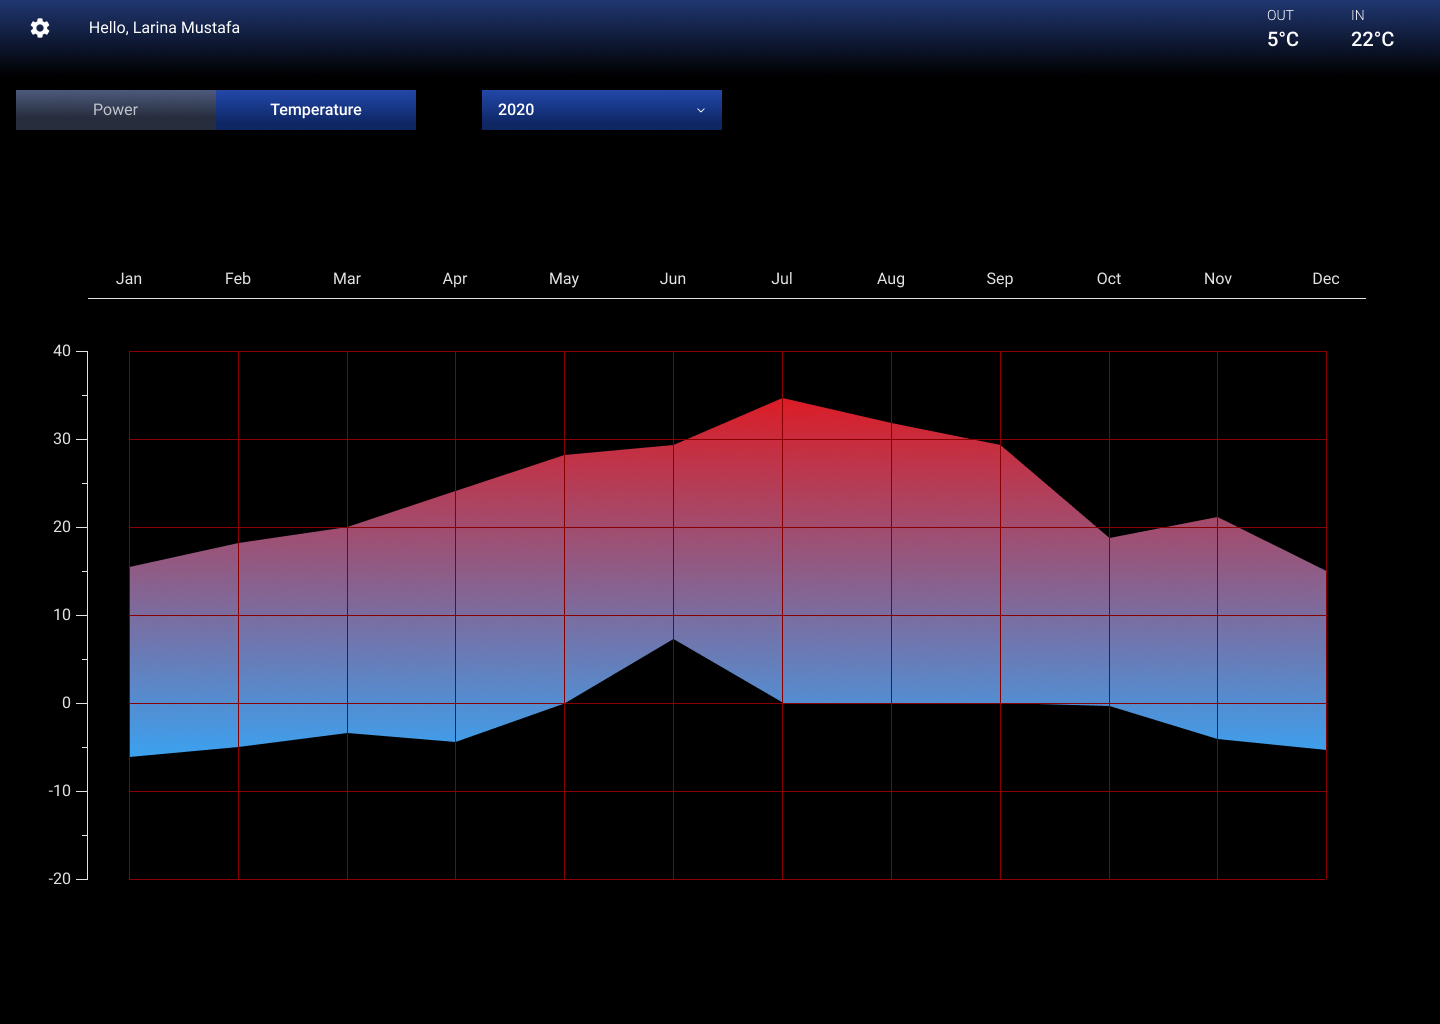 Hello, Larina Mustafa
OUT IN
5°C 22°C
Power Temperature 2020
Jan Feb Mar Apr May Jun Jul Aug Sep Oct Nov Dec
40
30
20
10
0
-10
-20